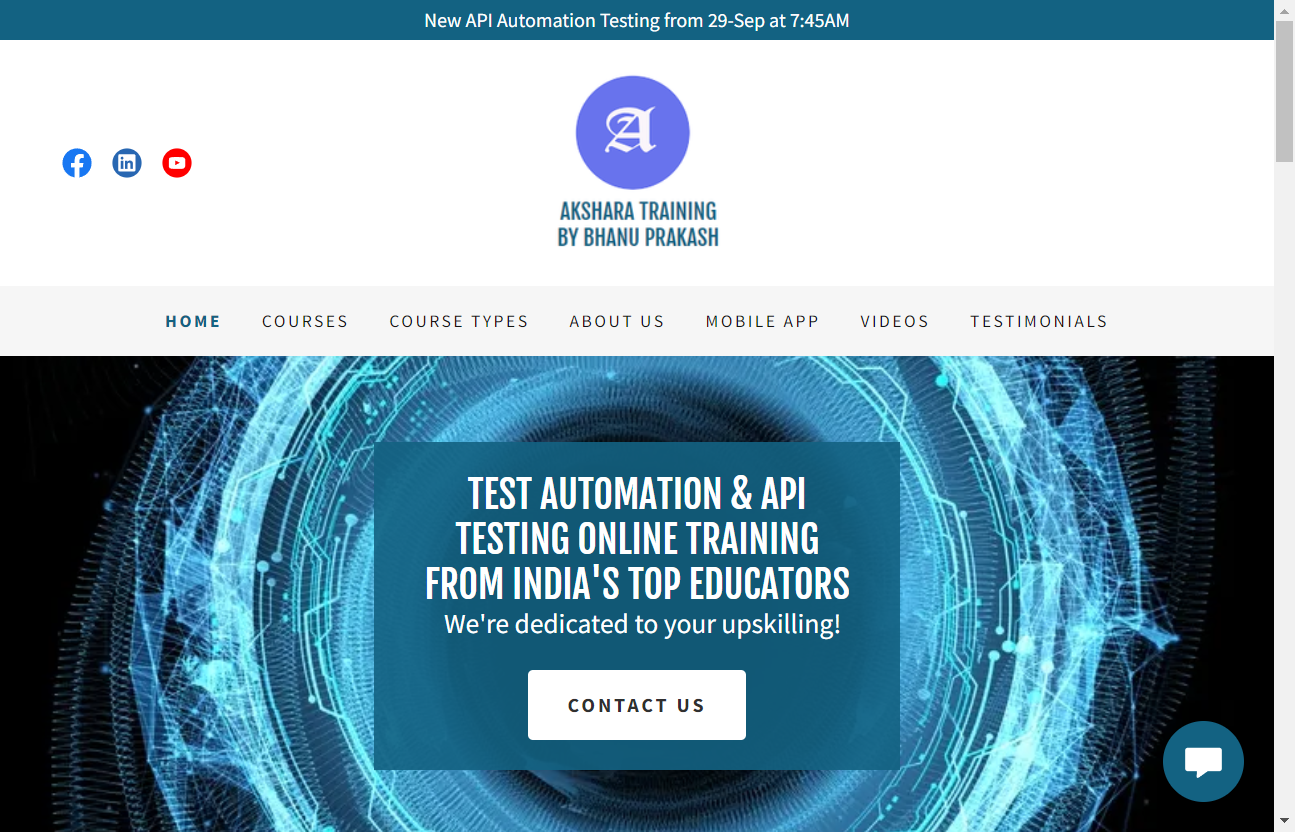 New API Automation Testing from 29-Sep at 7:45AM
A
AKSHARA TRAINING
BY BHANU PRAKASH
HOME COURSES COURSE TYPES ABOUT US MOBILE APP VIDEOS TESTIMONIALS
TEST AUTOMATION & API
TESTING ONLINE TRAINING
FROM INDIA'S TOP EDUCATORS
We're dedicated to your upskilling!
CONTACT US